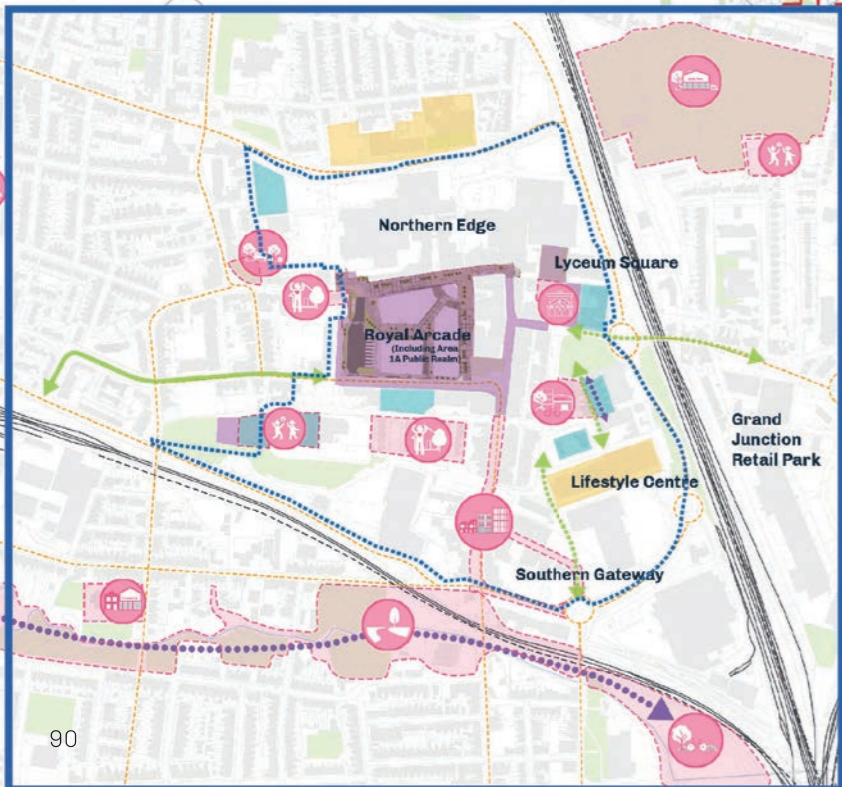 Northern Edge
Lyceum Square
Royal Arcade
(Including Area
1A Public Realm)
Grand
Junction
Retail Park
Lifestyle Centre
Southern Gateway
90